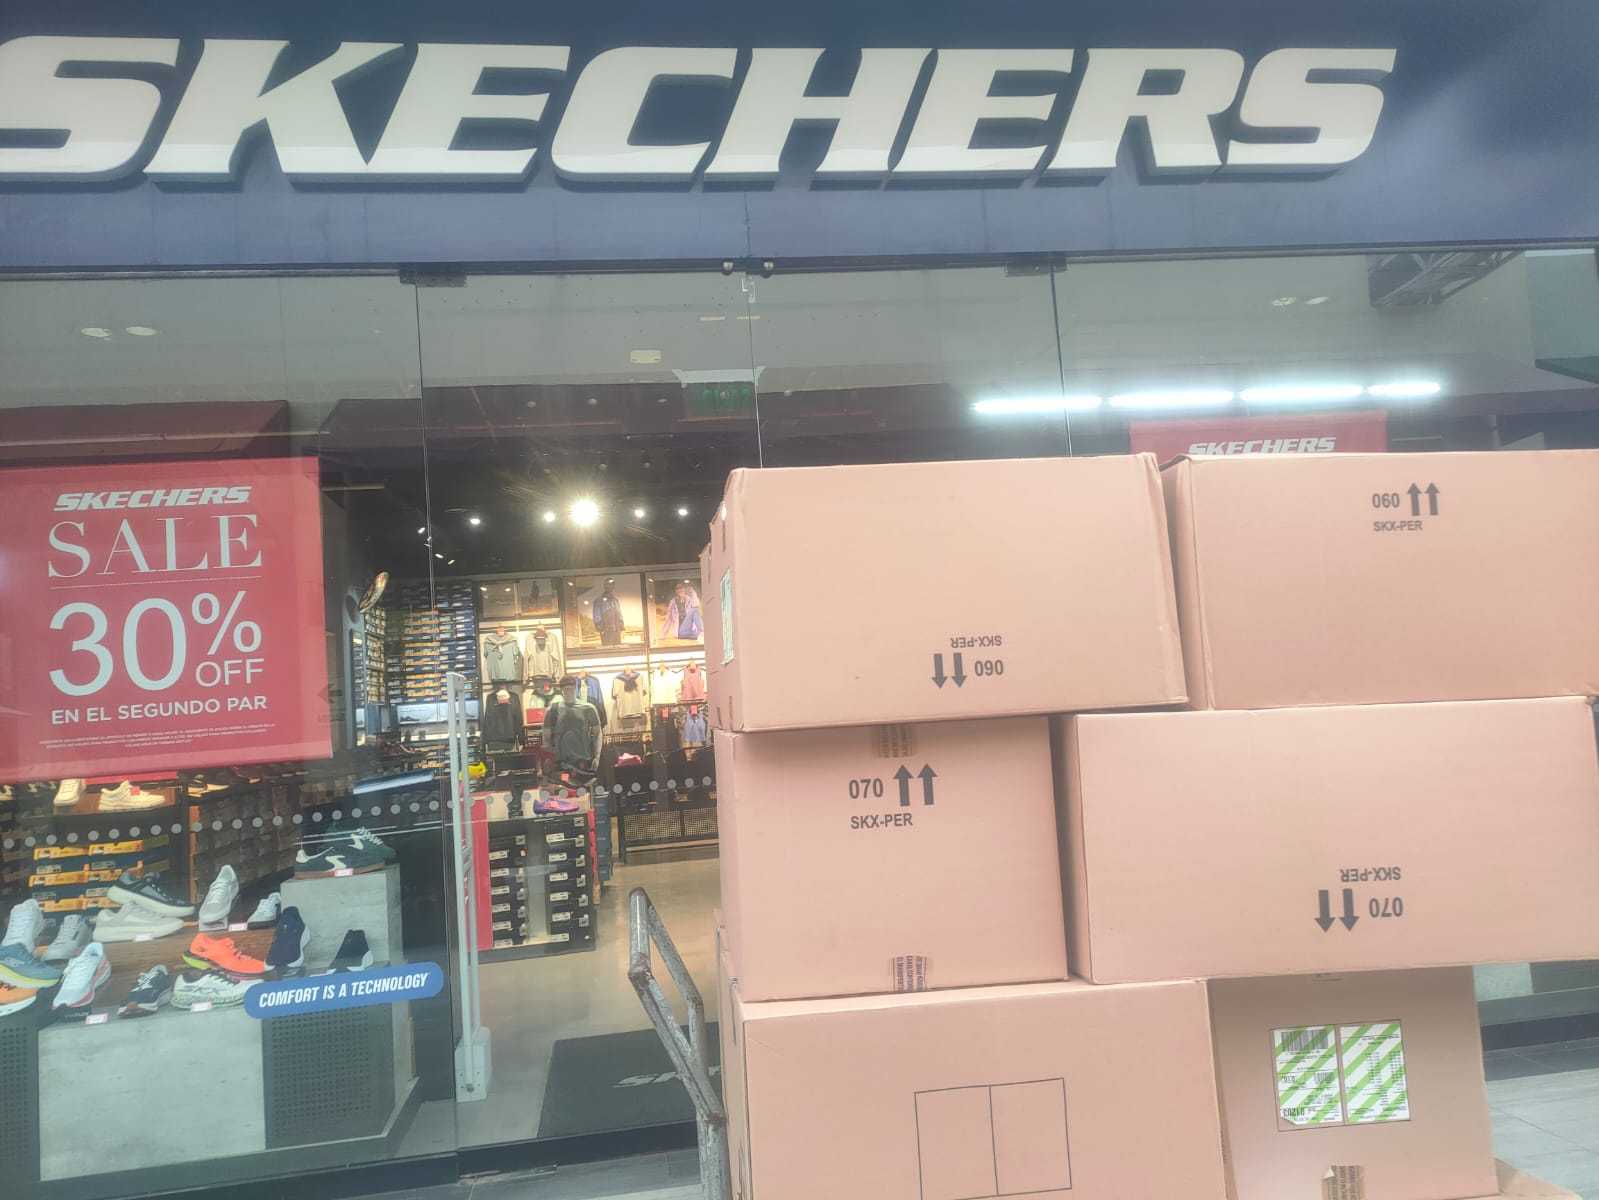 SKECHERS
SKECHERS
SALE
30%
OFF
EN EL SEGUNDO PAR
SKECHERS
060
SKX-PER
SKX-PER
060
070
SKX-PER
SKX-PER
070
COMFORT IS A TECHNOLOGY